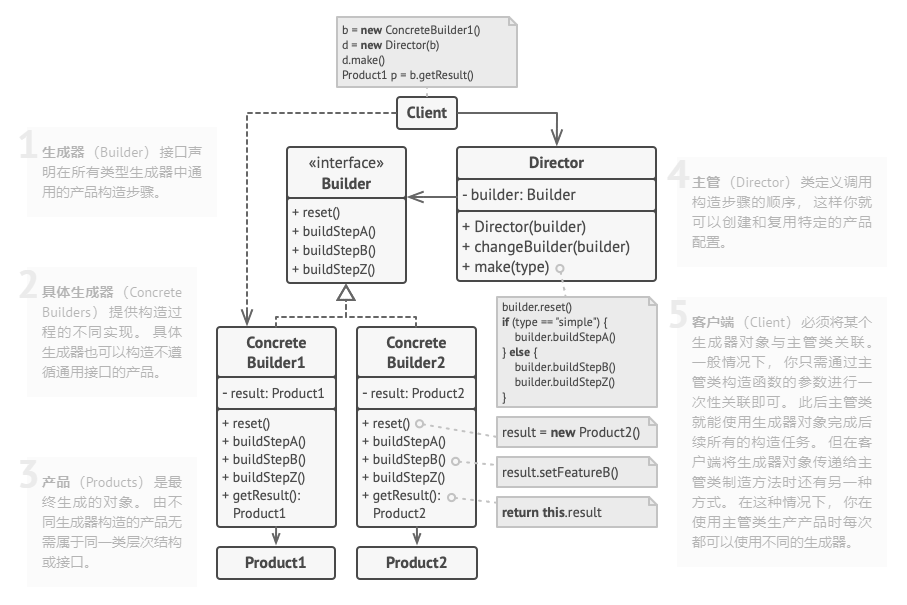 b = new ConcreteBuilder1()
d = new Director(b)
d.make()
Product1 p = b.getResult()
Client
1
生成器（Builder）接口声
明在所有类型生成器中通
用的产品构造步骤。
«interface»
Builder
+ reset()
+ buildStepA()
+ buildStepB()
+ buildStepZ()
Director
- builder: Builder
+ Director(builder)
+ changeBuilder(builder)
+ make(type)
4
主管（Director）类定义调用
构造步骤的顺序， 这样你就
可以创建和复用特定的产品
配置。
2
具体生成器（Concrete
Builders）提供构造过
程的不同实现。 具体
生成器也可以构造不遵
循通用接口的产品。
builder.reset()
if (type == "simple") {
builder.buildStepA()
} else {
builder.buildStepB()
builder.buildStepZ()
}
Concrete
Builder1
- result: Product1
+ reset()
+ buildStepA()
+ buildStepB()
+ buildStepZ()
+ getResult():
Product1
Concrete
Builder2
- result: Product2
+ reset()
+ buildStepA()
+ buildStepB()
+ buildStepZ()
+ getResult():
Product2
result = new Product2()
result.setFeatureB()
return this.result
5
客户端（Client）必须将某个
生成器对象与主管类关联。
一般情况下， 你只需通过主
管类构造函数的参数进行一
次性关联即可。 此后主管类
就能使用生成器对象完成后
续所有的构造任务。 但在客
户端将生成器对象传递给主
管类制造方法时还有另一种
方式。 在这种情况下， 你在
使用主管类生产产品时每次
都可以使用不同的生成器。
3
产品（Products）是最
终生成的对象。 由不
同生成器构造的产品无
需属于同一类层次结构
或接口。
Product1
Product2